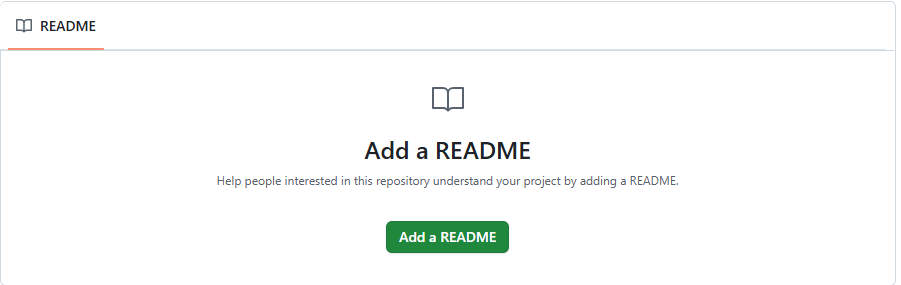 README
Add a README
Help people interested in this repository understand your project by adding a README.
Add a README